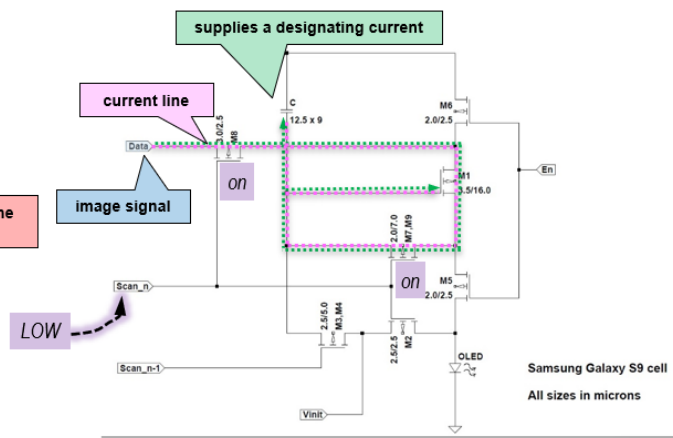 supplies a designating current
current line
C
12.5 x 9
M6
2.0/2.5
3.0/2.5
M8
Data
on
En
M1
3.5/16.0
image signal
ne
2.0/7.0
M7,M9
Scan_n
on
M5
2.0/2.5
LOW
2.5/5.0
M3,M4
2.5/2.5
M2
OLED
Scan_n-1
Samsung Galaxy S9 cell
All sizes in microns
Vinit